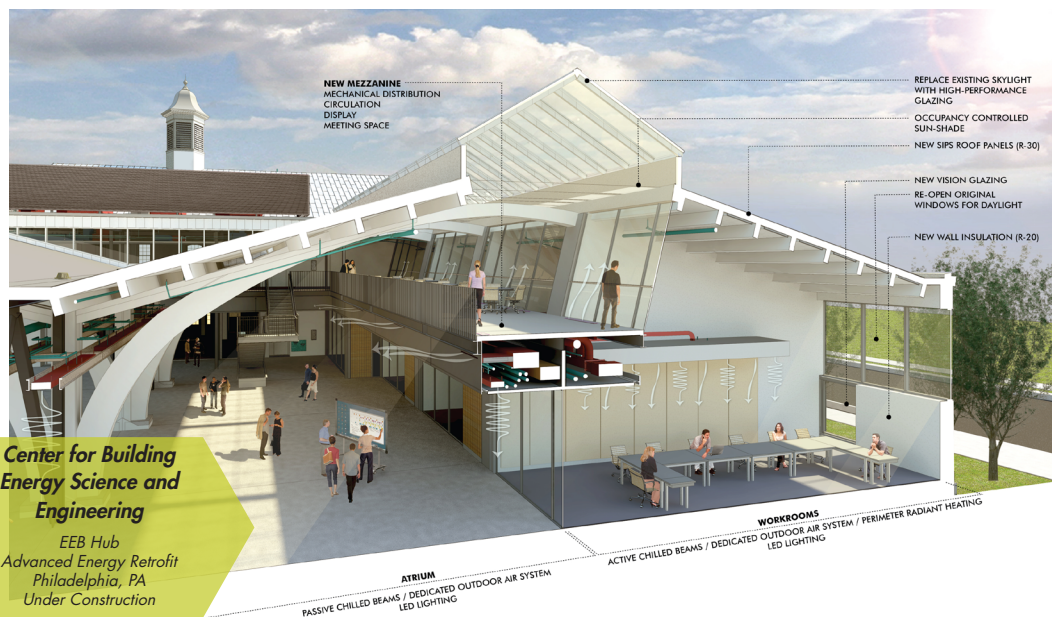 NEW MEZZANINE
MECHANICAL DISTRIBUTION
CIRCULATION
DISPLAY
MEETING SPACE
REPLACE EXISTING SKYLIGHT
WITH HIGH-PERFORMANCE
GLAZING
OCCUPANCY CONTROLLED
SUN-SHADE
NEW SIPS ROOF PANELS (R-30)
NEW VISION GLAZING
RE-OPEN ORIGINAL
WINDOWS FOR DAYLIGHT
NEW WALL INSULATION (R-20)
Center for Building
Energy Science and
Engineering
EEB Hub
Advanced Energy Retrofit
Philadelphia, PA
Under Construction
ATRIUM
PASSIVE CHILLED BEAMS / DEDICATED OUTDOOR AIR SYSTEM
LED LIGHTING
WORKROOMS
ACTIVE CHILLED BEAMS / DEDICATED OUTDOOR AIR SYSTEM / PERIMETER RADIANT HEATING
LED LIGHTING